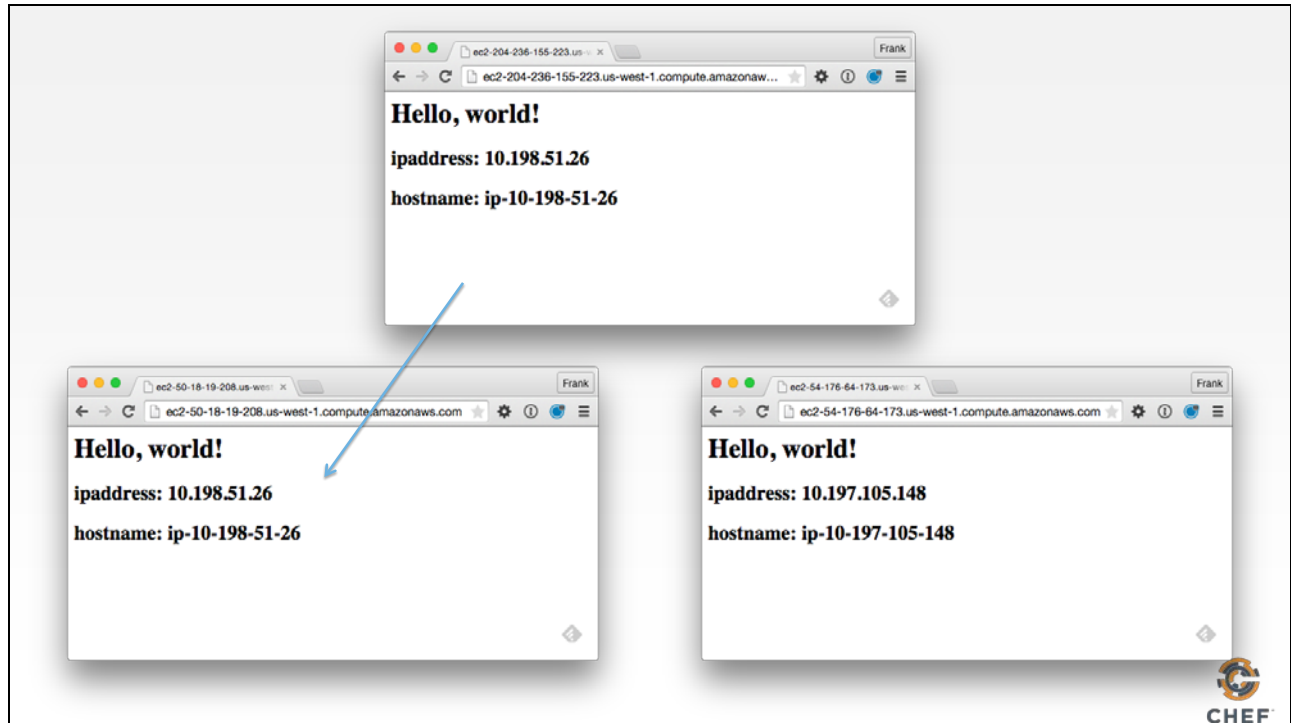 ec2-204-236-155-223.us-w
Frank
ec2-204-236-155-223.us-west-1.compute.amazonaw...
Hello, world!
ipaddress: 10.198.51.26
hostname: ip-10-198-51-26
ec2-50-18-19-208.us-west
Frank
ec2-50-18-19-208.us-west-1.compute.amazonaws.com
Hello, world!
ipaddress: 10.198.51.26
hostname: ip-10-198-51-26
ec2-54-176-64-173.us-wes
Frank
ec2-54-176-64-173.us-west-1.compute.amazonaws.com
Hello, world!
ipaddress: 10.197.105.148
hostname: ip-10-197-105-148
CHEF